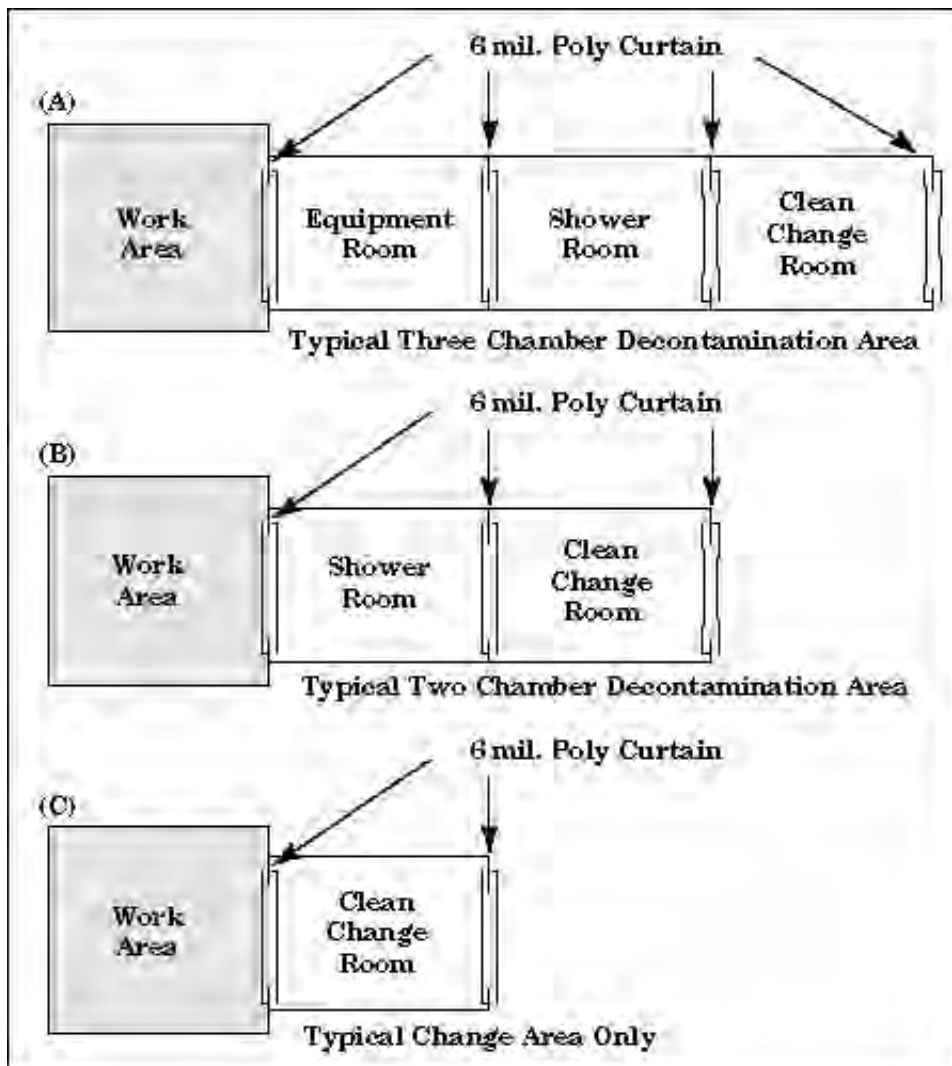 6 mil. Poly Curtain
(A)
Work
Area
Equipment
Room
Shower
Room
Clean
Change
Room
Typical Three Chamber Decontamination Area
6 mil. Poly Curtain
(B)
Work
Area
Shower
Room
Clean
Change
Room
Typical Two Chamber Decontamination Area
6 mil. Poly Curtain
(C)
Work
Area
Clean
Change
Room
Typical Change Area Only